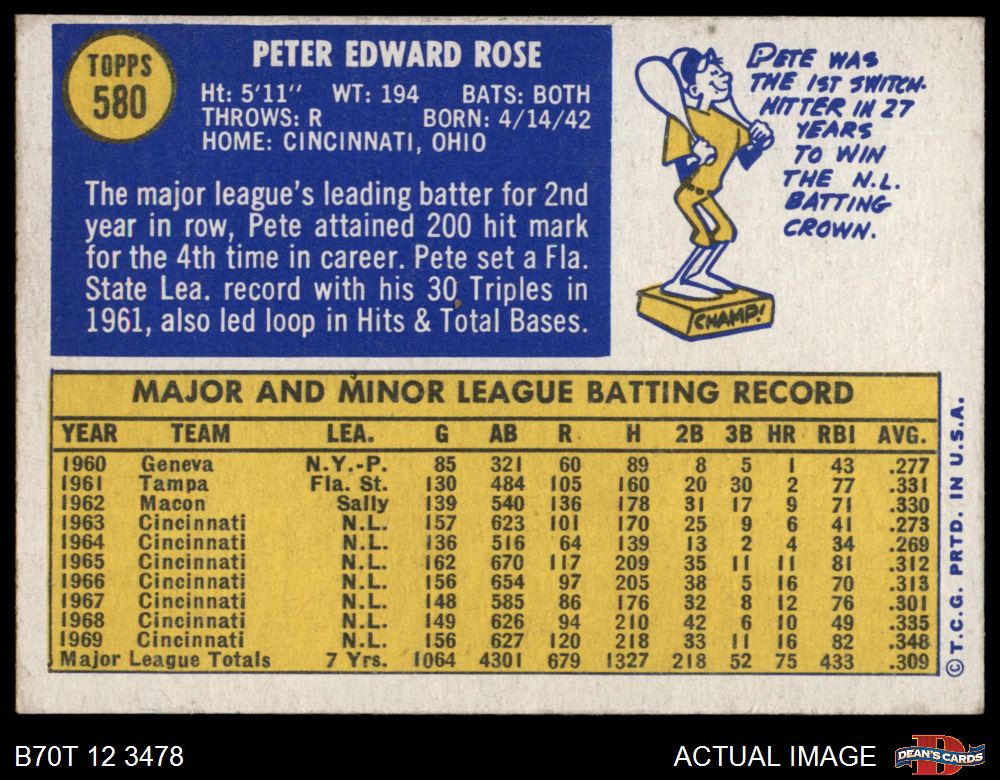 TOPPS
580
PETER EDWARD ROSE
Ht: 5'11" WT: 194 BATS: BOTH
THROWS: R BORN: 4/14/42
HOME: CINCINNATI, OHIO
The major league's leading batter for 2nd
year in row, Pete attained 200 hit mark
for the 4th time in career. Pete set a Fla.
State Lea. record with his 30 Triples in
1961, also led loop in Hits & Total Bases.
PETE WAS
THE 1ST SWITCH-
HITTER IN 27
YEARS
TO WIN
THE N.L.
BATTING
CROWN.
CHAMP!
MAJOR AND MINOR LEAGUE BATTING RECORD
YEAR TEAM LEA. G AB R H 2B 3B HR RBI AVG.
1960 Geneva N.Y.-P. 85 321 60 89 8 5 1 43 .277
1961 Tampa Fla. St. 130 484 105 160 20 30 2 77 .331
1962 Macon Sally 139 540 136 178 31 17 9 71 .330
1963 Cincinnati N.L. 157 623 101 170 25 9 6 41 .273
1964 Cincinnati N.L. 136 516 64 139 13 2 4 34 .269
1965 Cincinnati N.L. 162 670 117 209 35 11 11 81 .312
1966 Cincinnati N.L. 156 654 97 205 38 5 16 70 .313
1967 Cincinnati N.L. 148 585 86 176 32 8 12 76 .301
1968 Cincinnati N.L. 149 626 94 210 42 6 10 49 .335
1969 Cincinnati N.L. 156 627 120 218 33 11 16 82 .348
Major League Totals 7 Yrs. 1064 4301 679 1327 218 52 75 433 .309
© T.C.G. PRTD. IN U.S.A.
B70T 12 3478
ACTUAL IMAGE
D
DEAN'S CARDS